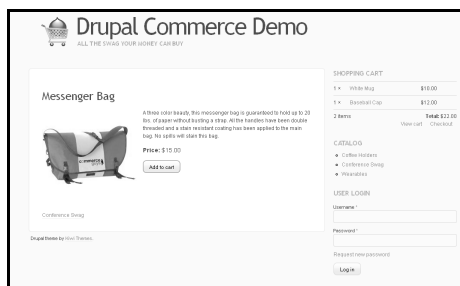 Drupal Commerce Demo
ALL THE SWAG YOUR MONEY CAN BUY
Messenger Bag
A three color beauty, this messenger bag is guaranteed to hold up to 20
lbs. of paper without busting a strap. All the handles have been double
threaded and a stain resistant coating has been applied to the main
bag. No spills will stain this bag.
Price: $15.00
Add to cart
Conference Swag
Drupal theme by Kiwi Themes.
SHOPPING CART
1 × White Mug $10.00
1 × Baseball Cap $12.00
2 items Total: $22.00
View cart Checkout
CATALOG
Coffee Holders
Conference Swag
Wearables
USER LOGIN
Username *
Password *
Request new password
Log in